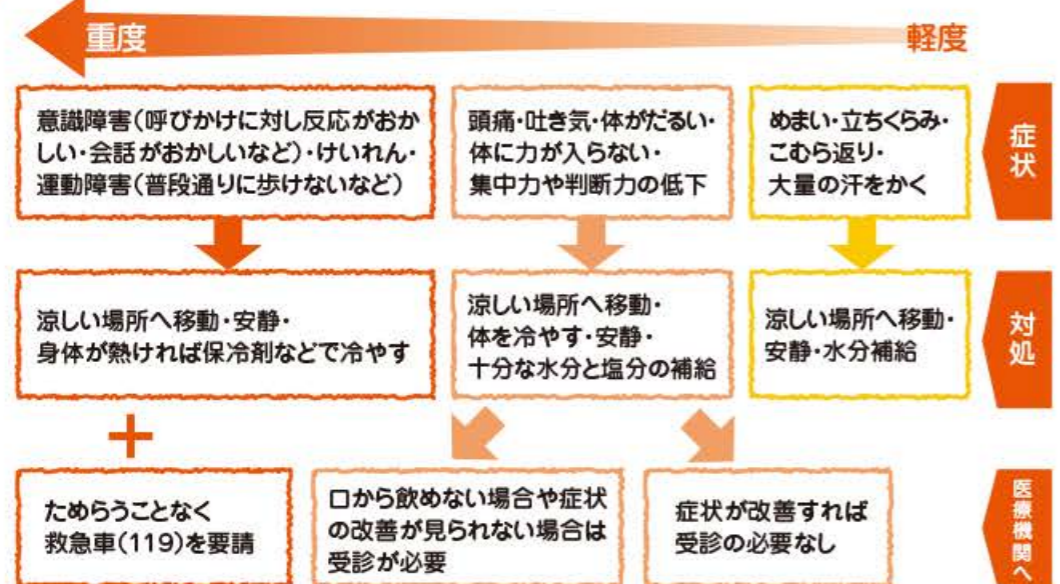 重度
軽度
意識障害(呼びかけに対し反応がおか
しい・会話がおかしいなど)・けいれん・
運動障害(普段通りに歩けないなど)
頭痛・吐き気・体がだるい・
体に力が入らない・
集中力や判断力の低下
めまい・立ちくらみ・
こむら返り・
大量の汗をかく
症状
涼しい場所へ移動・安静・
身体が熱ければ保冷剤などで冷やす
涼しい場所へ移動・
体を冷やす・安静・
十分な水分と塩分の補給
涼しい場所へ移動・
安静・水分補給
対処
+
ためらうことなく
救急車(119)を要請
口から飲めない場合や症状
の改善が見られない場合は
受診が必要
症状が改善すれば
受診の必要なし
医療機関へ